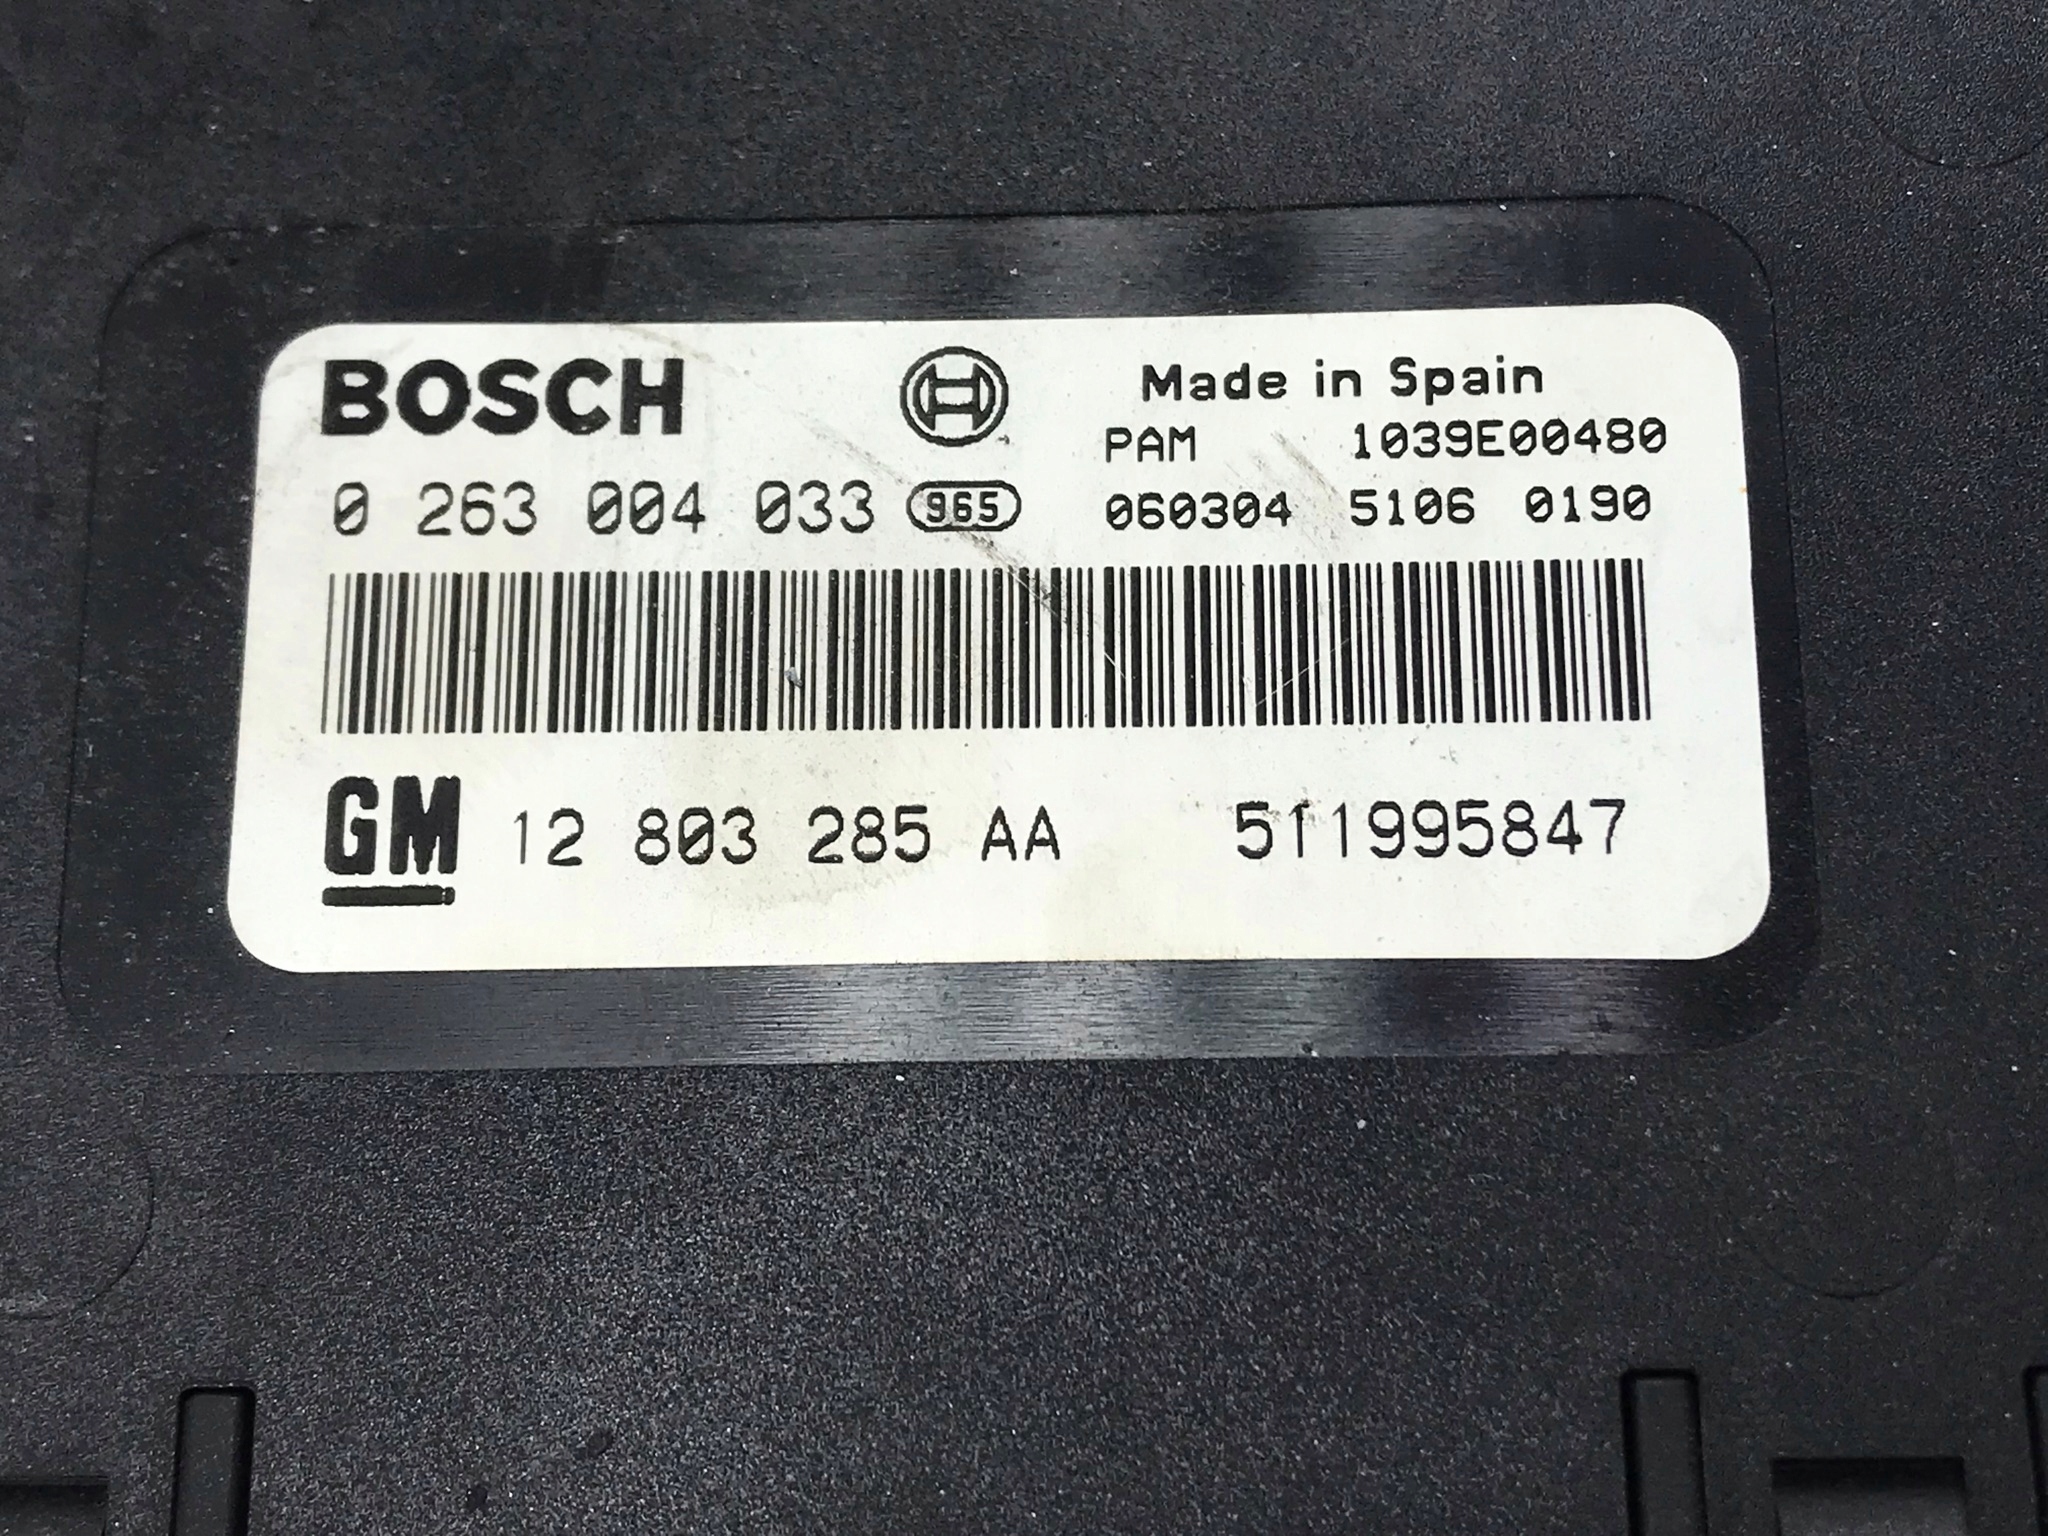 BOSCH
Made in Spain
PAM 1039E00480
0 263 004 033 965 060304 5106 0190
GM 12 803 285 AA 511995847